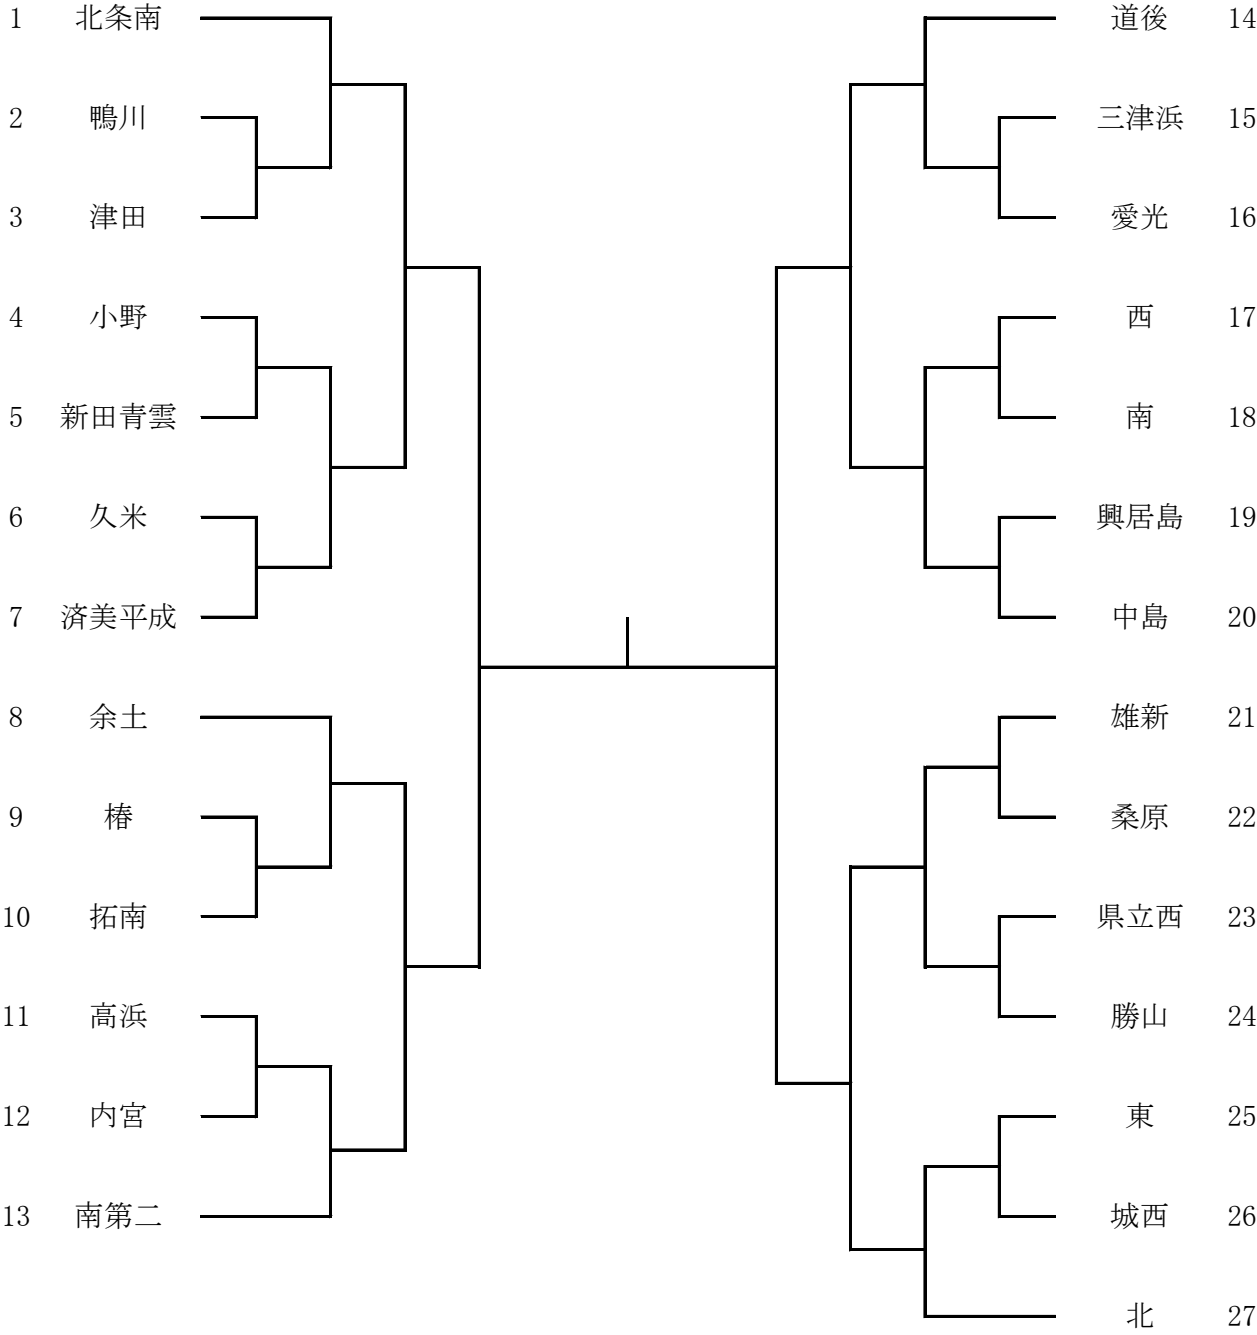 1 北条南
2 鴨川
3 津田
4 小野
5 新田青雲
6 久米
7 済美平成
8 余土
9 椿
10 拓南
11 高浜
12 内宮
13 南第二
道後 14
三津浜 15
愛光 16
西 17
南 18
興居島 19
中島 20
雄新 21
桑原 22
県立西 23
勝山 24
東 25
城西 26
北 27